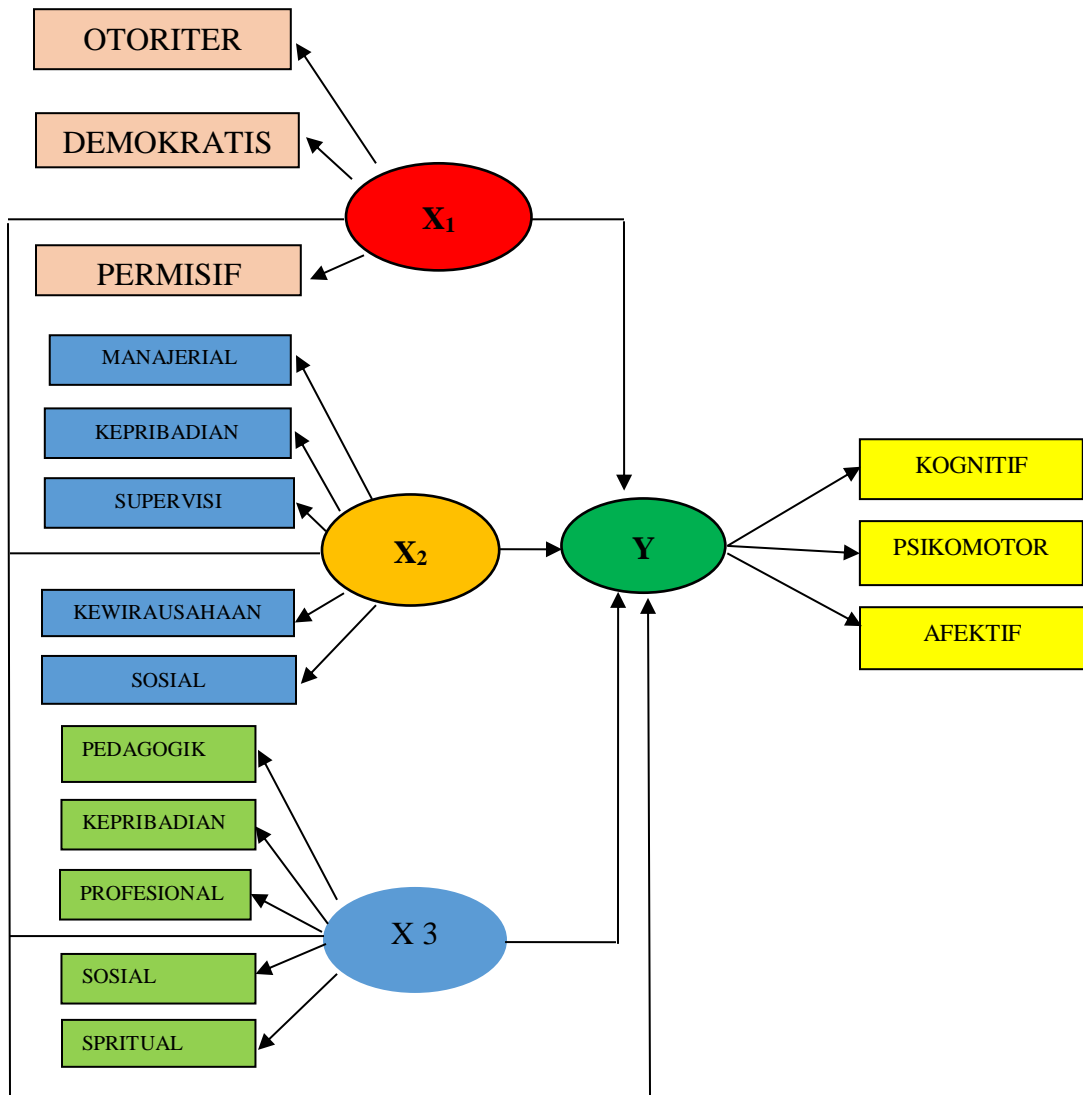 OTORITER
DEMOKRATIS
X₁
PERMISIF
MANAJERIAL
KEPRIBADIAN
SUPERVISI
X₂
KEWIRAUSAHAAN
SOSIAL
Y
KOGNITIF
PSIKOMOTOR
AFEKTIF
PEDAGOGIK
KEPRIBADIAN
PROFESIONAL
X 3
SOSIAL
SPRITUAL